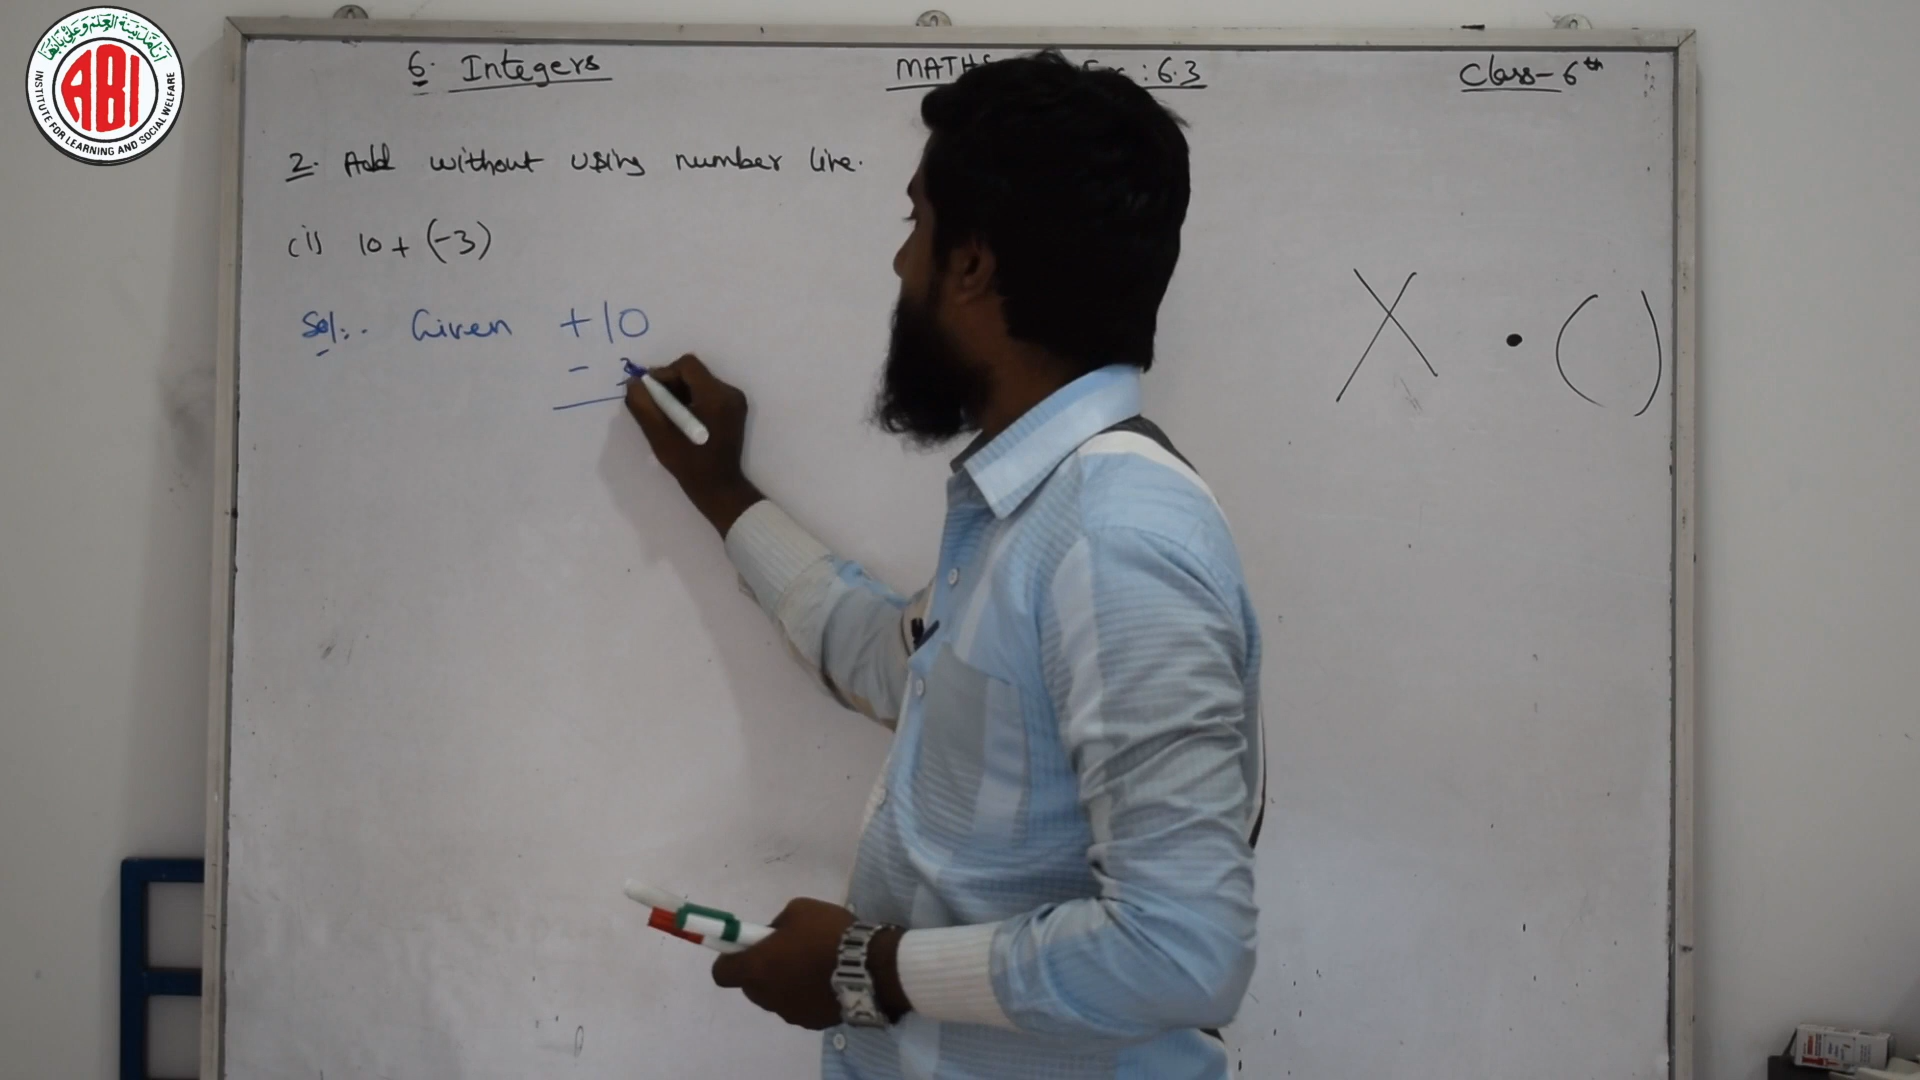 6. Integers
MATHS : 6.3
Class- 6th
2. Add without using number line.
(i) 10 + (-3)
Sol:. Given +10
- 3
X . ( )
ABI
INSTITUTE FOR LEARNING AND SOCIAL WELFARE